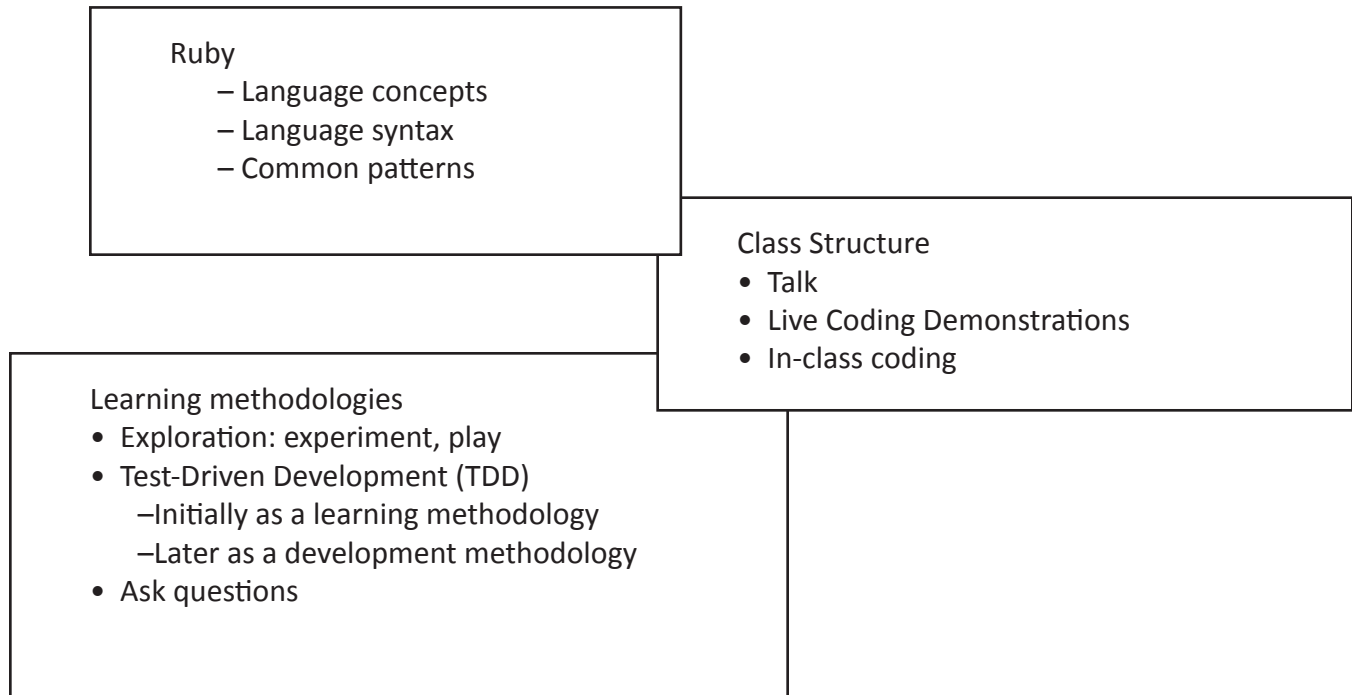 Ruby
– Language concepts
– Language syntax
– Common patterns
Class Structure
• Talk
• Live Coding Demonstrations
• In-class coding
Learning methodologies
• Exploration: experiment, play
• Test-Driven Development (TDD)
–Initially as a learning methodology
–Later as a development methodology
• Ask questions